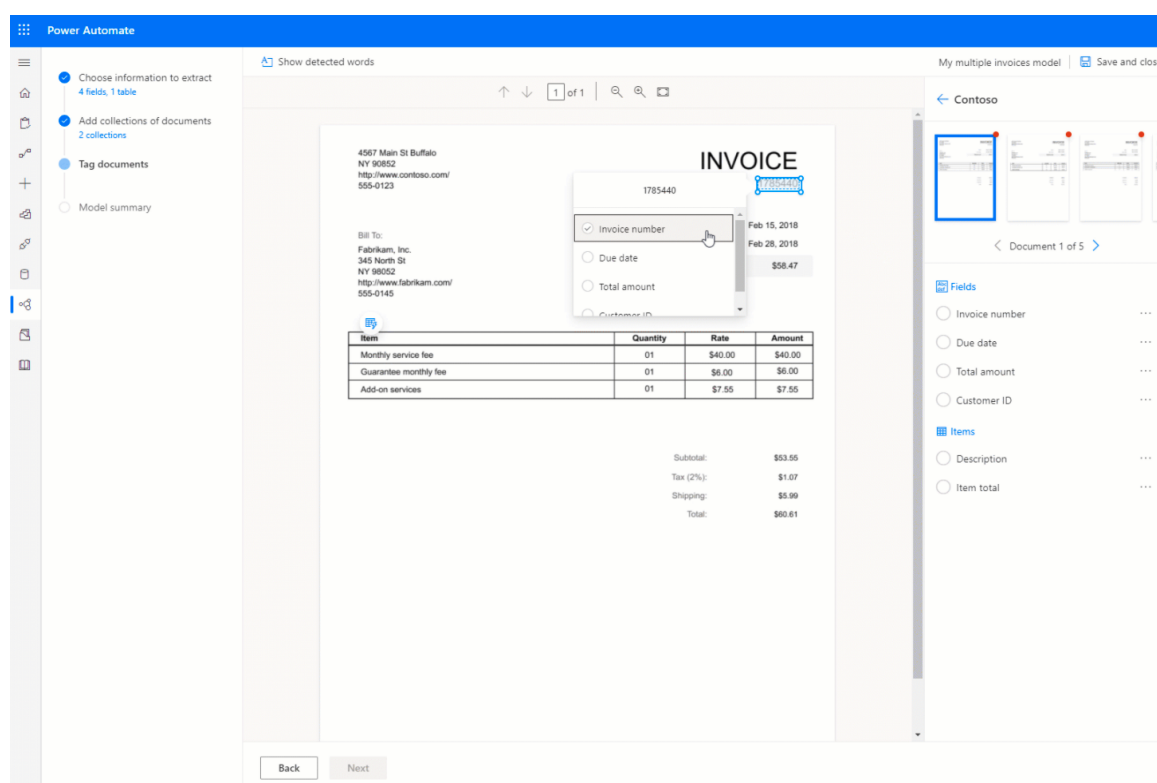 Power Automate
Choose information to extract
4 fields, 1 table
Add collections of documents
2 collections
Tag documents
Model summary
Show detected words
My multiple invoices model
Save and clos
1 of 1
4567 Main St Buffalo
NY 90852
http://www.contoso.com/
555-0123
INVOICE
1785440
1785440
Invoice number
Due date
Total amount
Customer ID
Feb 15, 2018
Feb 28, 2018
$58.47
Bill To:
Fabrikam, Inc.
345 North St
NY 98052
http://www.fabrikam.com/
555-0145
Item Quantity Rate Amount
Monthly service fee 01 $40.00 $40.00
Guarantee monthly fee 01 $6.00 $6.00
Add-on services 01 $7.55 $7.55
Subtotal: $53.55
Tax (2%): $1.07
Shipping: $5.99
Total: $60.61
Contoso
Document 1 of 5
Fields
Invoice number
Due date
Total amount
Customer ID
Items
Description
Item total
Back
Next